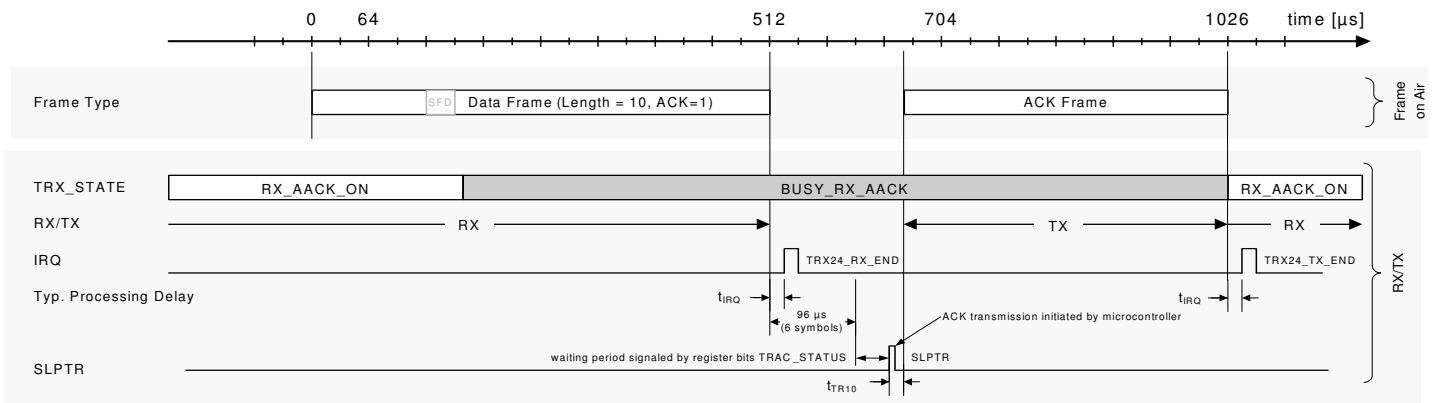 0 64 512 704 1026 time [µs]
Frame Type
SFD Data Frame (Length = 10, ACK=1)
ACK Frame
Frame
on Air
TRX_STATE
RX_AACK_ON
BUSY_RX_AACK
RX_AACK_ON
RX/TX
RX
TX
RX
IRQ
TRX24_RX_END
TRX24_TX_END
RX/TX
Typ. Processing Delay
tIRQ
tIRQ
96 µs
(6 symbols)
ACK transmission initiated by microcontroller
waiting period signaled by register bits TRAC_STATUS
SLPTR
SLPTR
tTR10